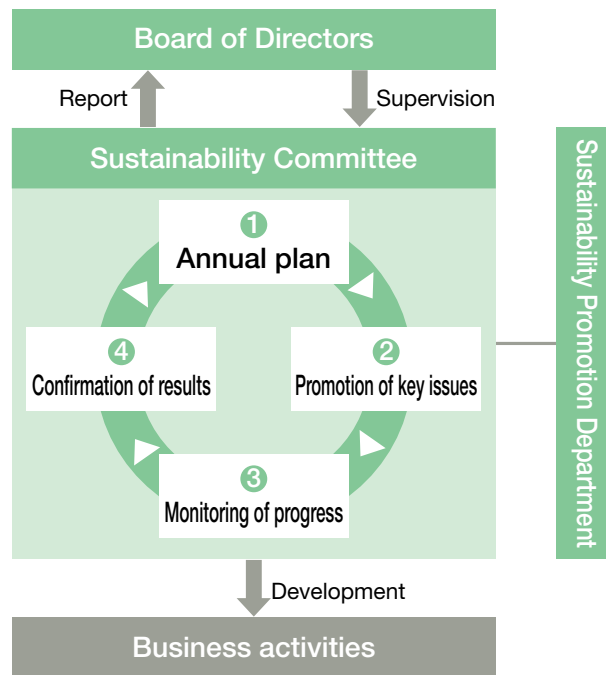 Board of Directors
Report
Supervision
Sustainability Committee
1
Annual plan
2
Promotion of key issues
3
Monitoring of progress
4
Confirmation of results
Sustainability Promotion Department
Development
Business activities